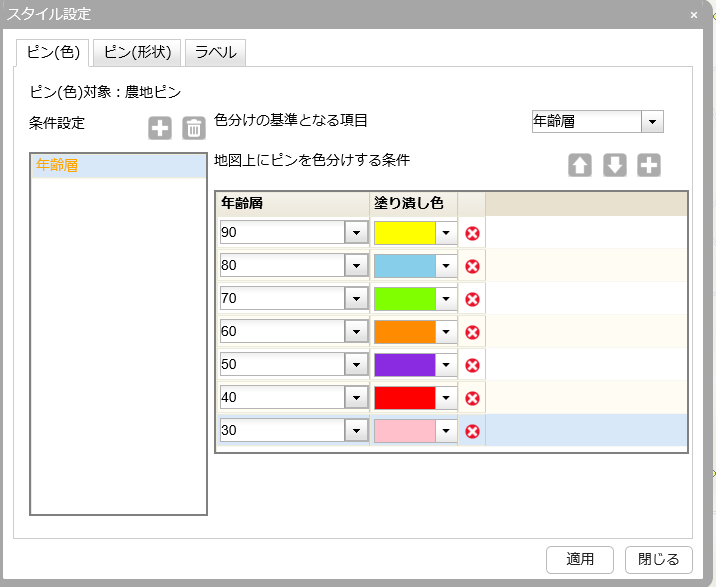 スタイル設定
×
ピン(色) ピン(形状) ラベル
ピン(色)対象：農地ピン
条件設定
色分けの基準となる項目 年齢層
地図上にピンを色分けする条件
年齢層
年齢層 塗り潰し色
90
80
70
60
50
40
30
適用 閉じる